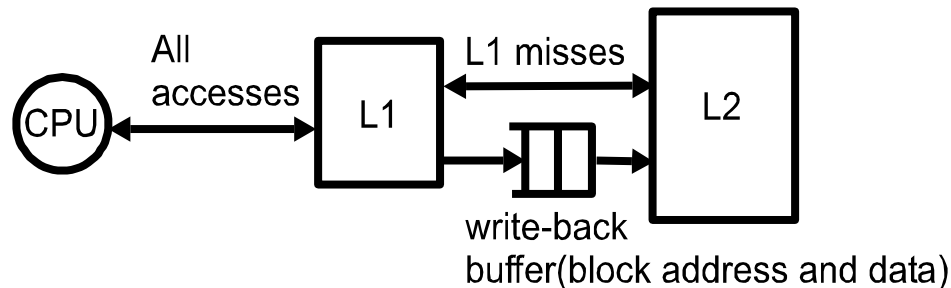 All
accesses
L1 misses
CPU
L1
L2
write-back
buffer(block address and data)